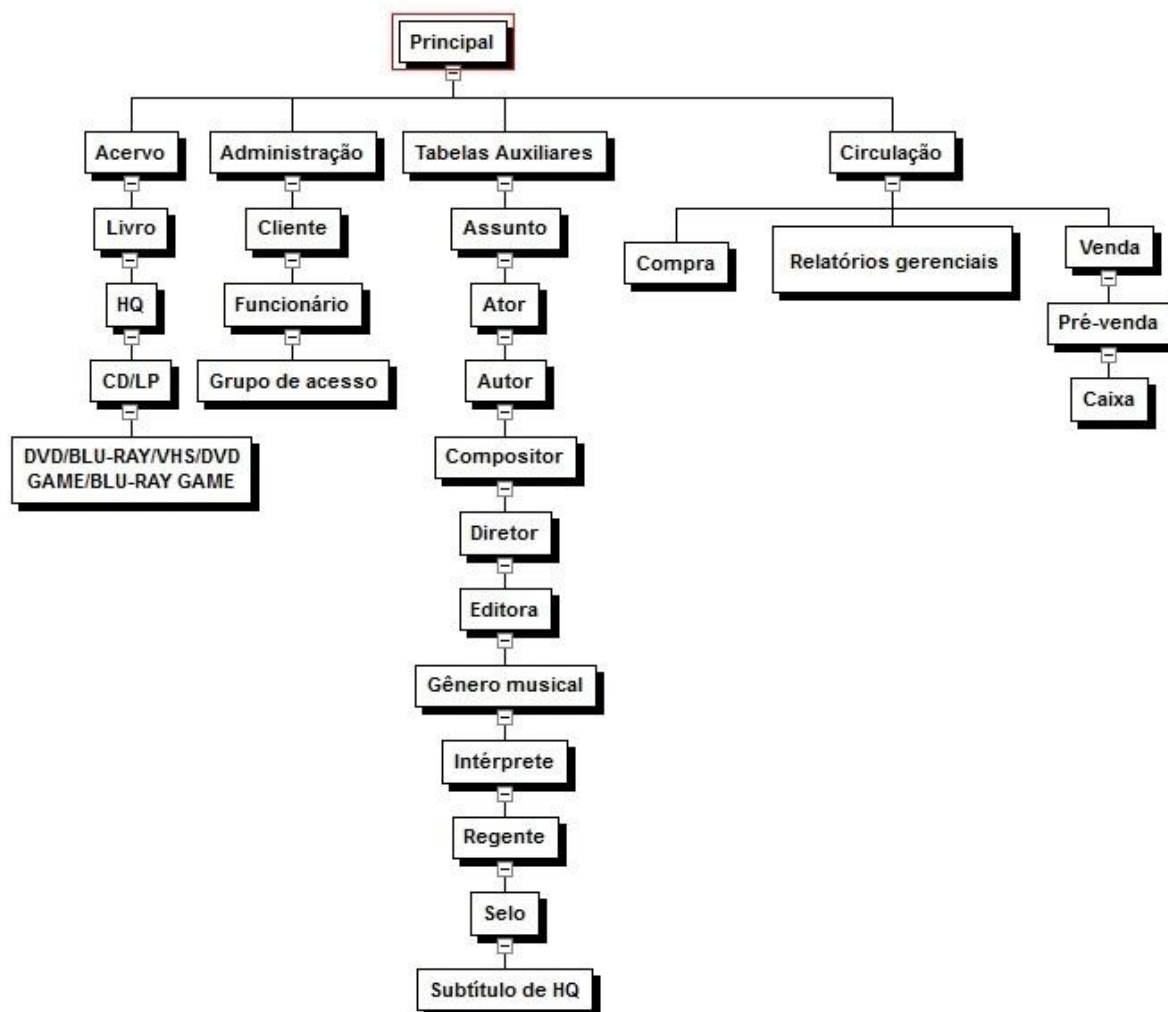 Principal
Acervo
Administração
Tabelas Auxiliares
Circulação
Livro
Cliente
Assunto
Compra
Relatórios gerenciais
Venda
HQ
Funcionário
Ator
Pré-venda
CD/LP
Grupo de acesso
Autor
Caixa
DVD/BLU-RAY/VHS/DVD
GAME/BLU-RAY GAME
Compositor
Diretor
Editora
Gênero musical
Intérprete
Regente
Selo
Subtítulo de HQ